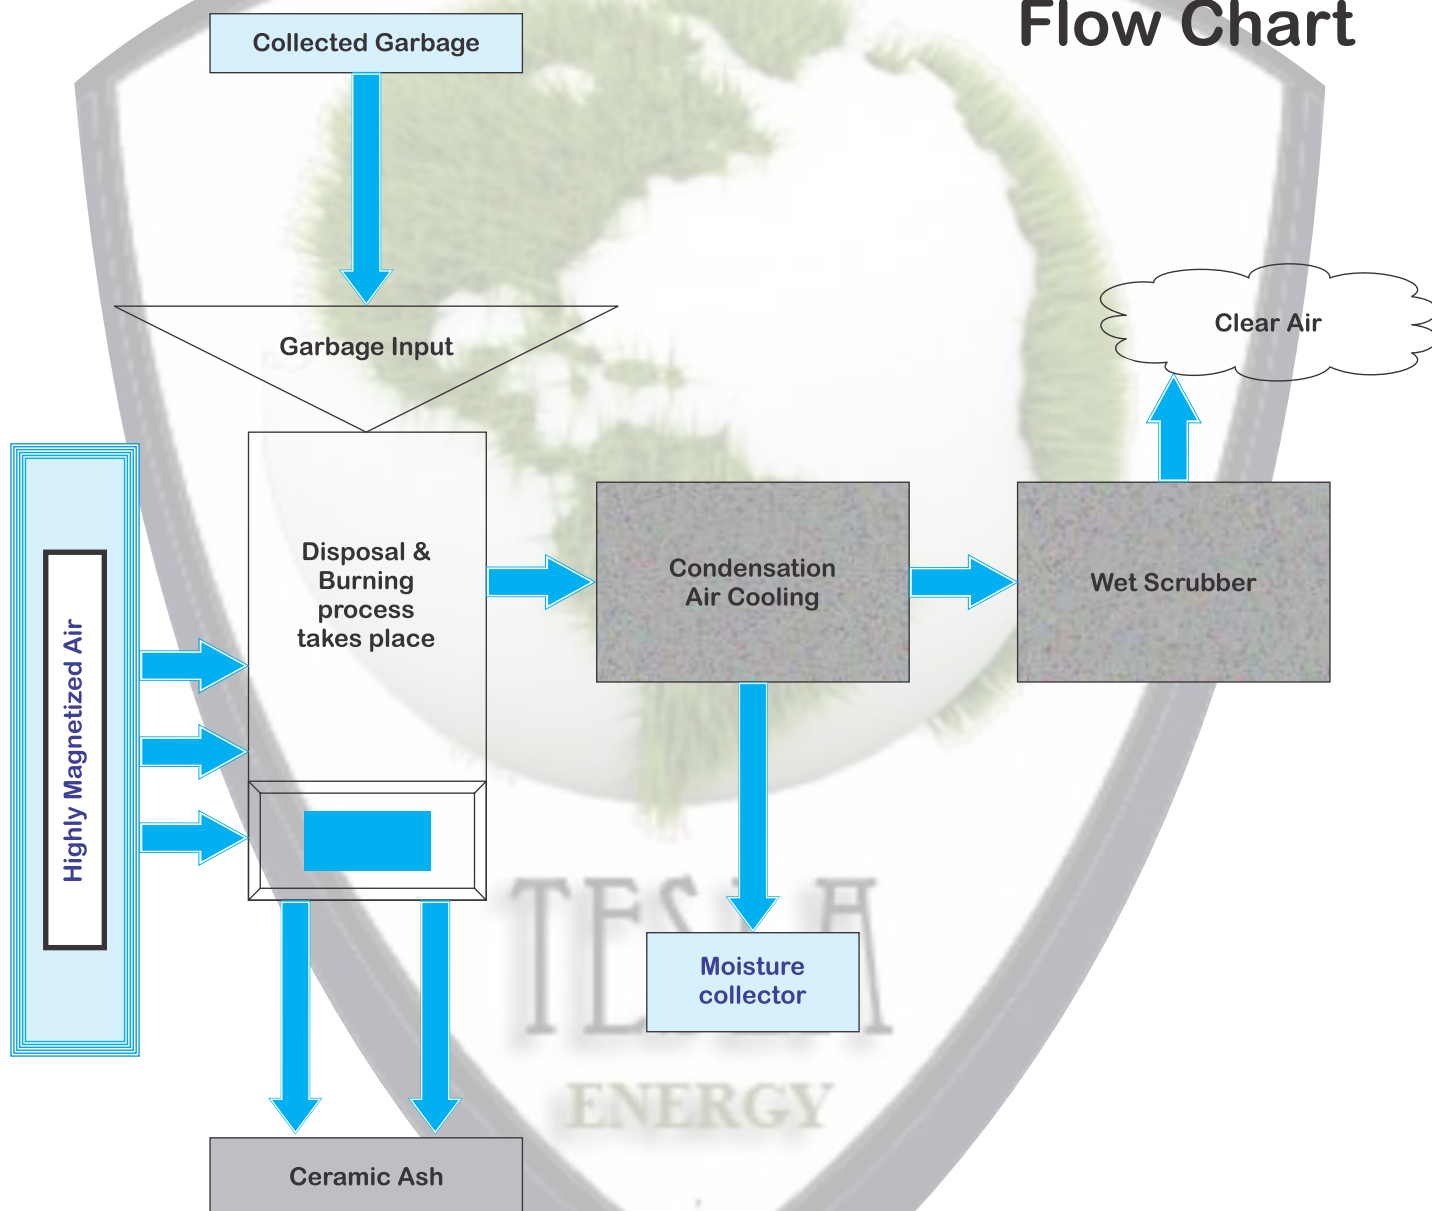 Flow Chart
Collected Garbage
Garbage Input
Clear Air
Disposal &
Burning
process
takes place
Condensation
Air Cooling
Wet Scrubber
Highly Magnetized Air
Moisture
collector
TESLA
ENERGY
Ceramic Ash